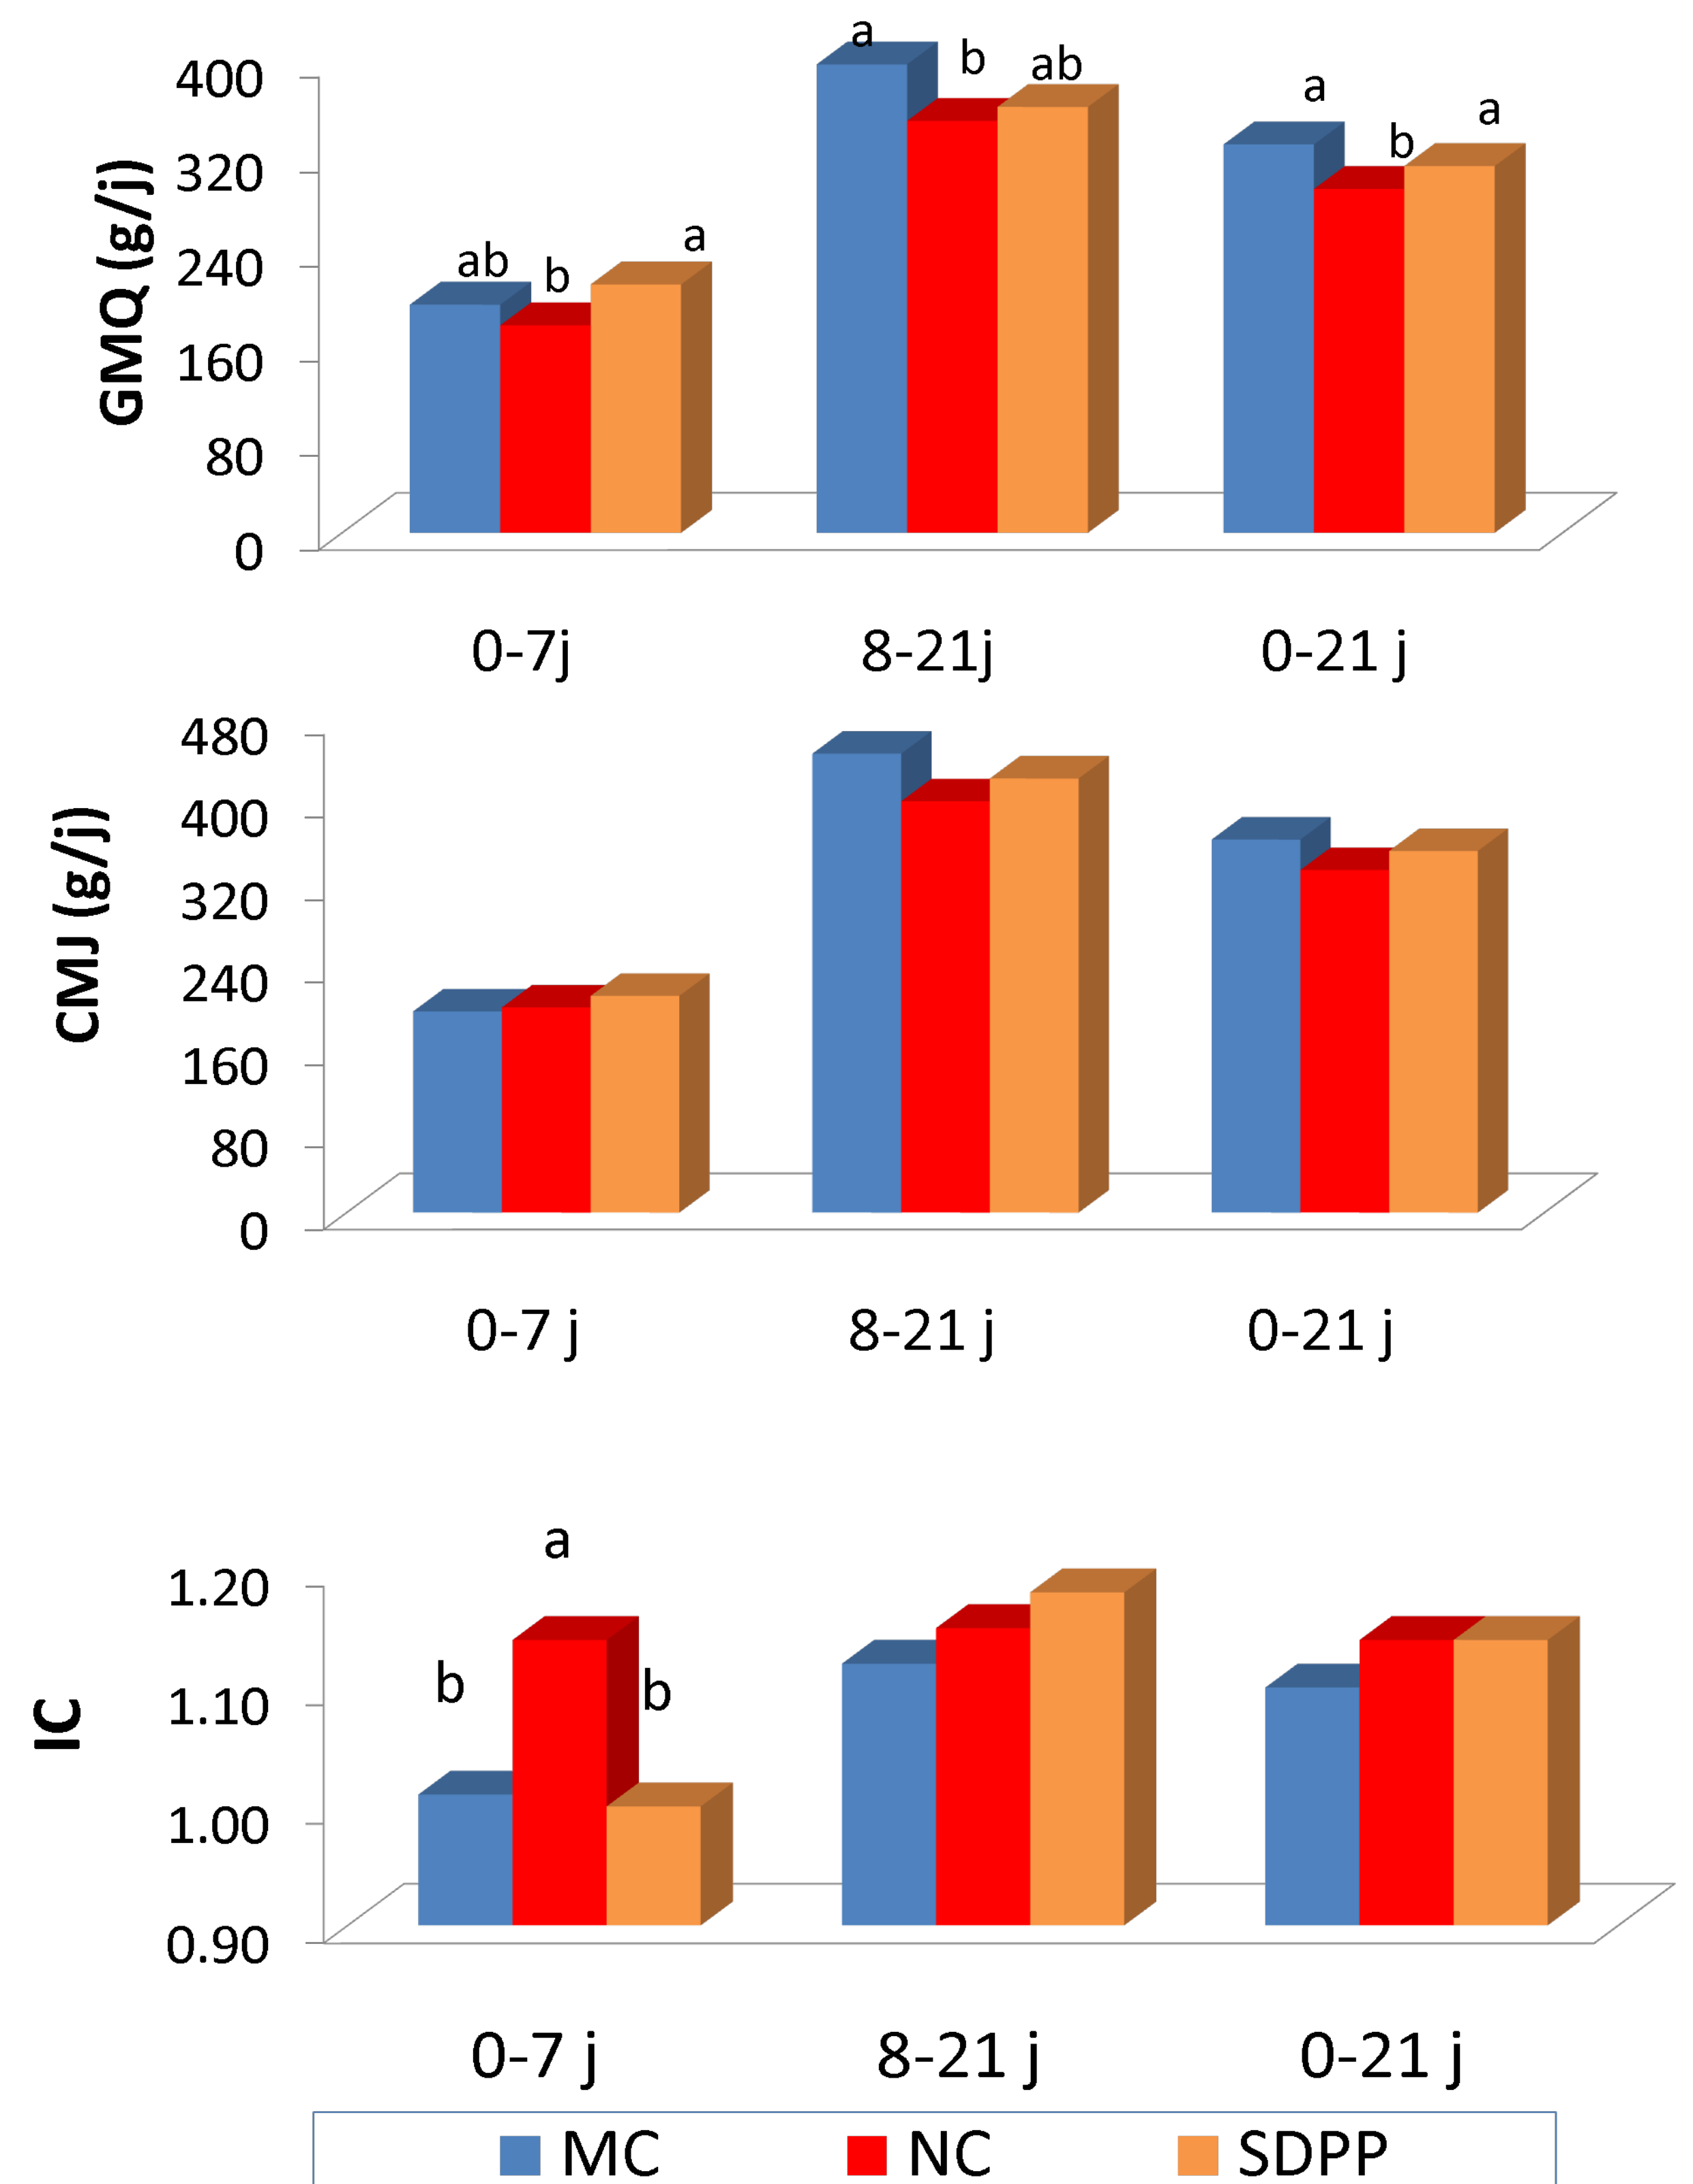 a b ab
400
a
a
b
320
GMQ (g/j)
240
ab b a
160
80
0
0-7j 8-21j 0-21 j
480
400
CMJ (g/j)
320
240
160
80
0
0-7 j 8-21 j 0-21 j
a
1.20
b b
1.10
IC
1.00
0.90
0-7 j 8-21 j 0-21 j
MC NC SDPP